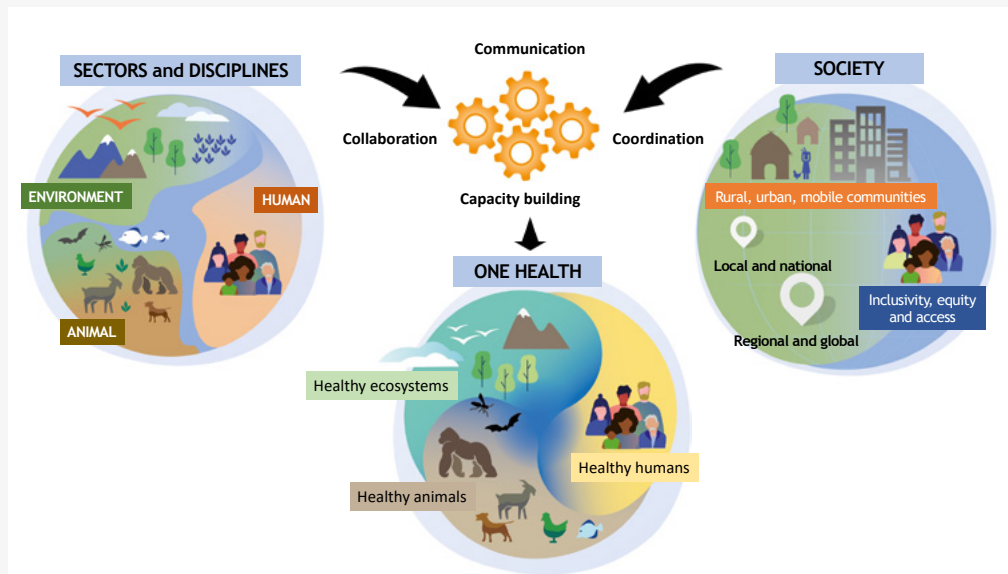 Communication
SECTORS and DISCIPLINES
SOCIETY
Collaboration
Coordination
ENVIRONMENT
HUMAN
Rural, urban, mobile communities
Capacity building
Local and national
ONE HEALTH
Inclusivity, equity
and access
ANIMAL
Regional and global
Healthy ecosystems
Healthy humans
Healthy animals